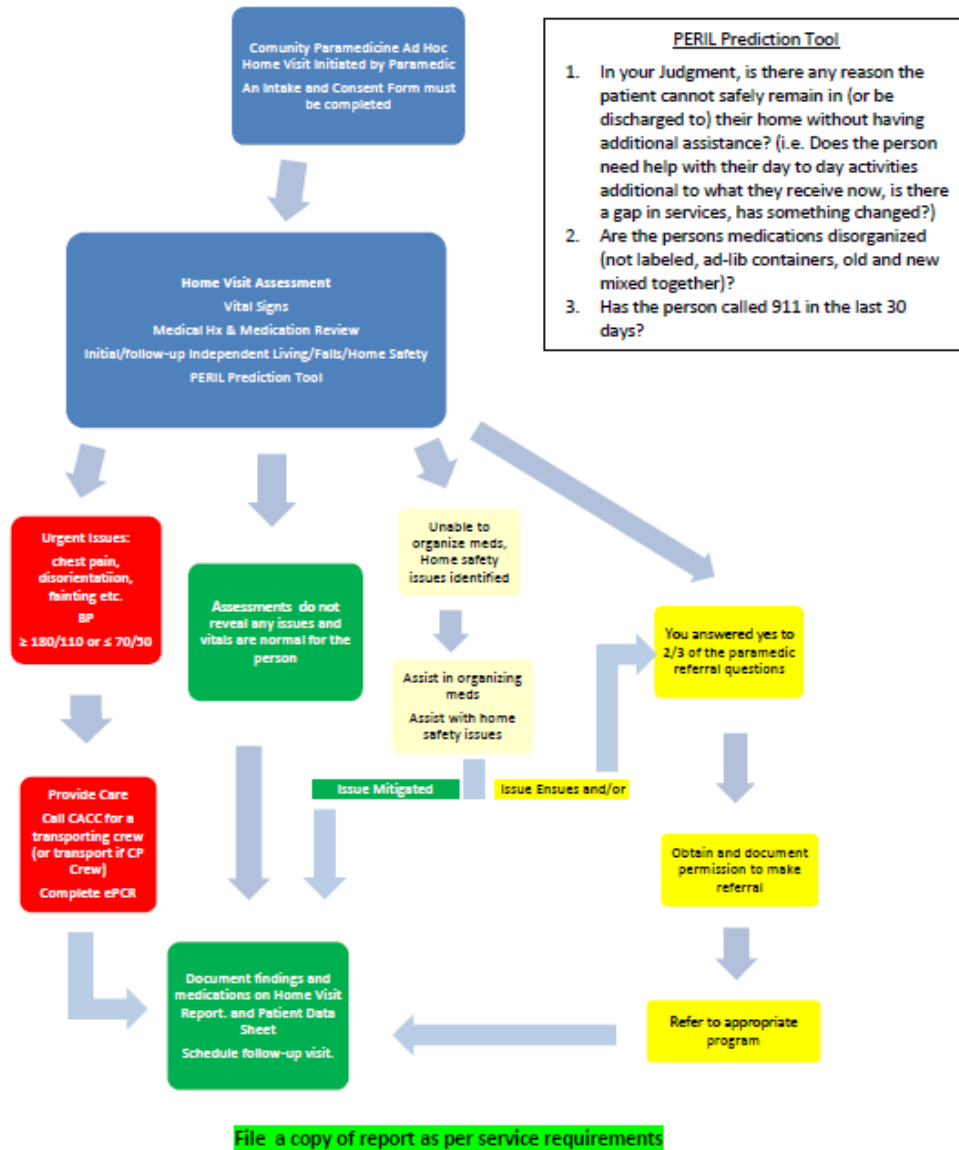 Comunity Paramedicine Ad Hoc
Home Visit Initiated by Paramedic
An Intake and Consent Form must
be completed
PERIL Prediction Tool
1. In your Judgment, is there any reason the
patient cannot safely remain in (or be
discharged to) their home without having
additional assistance? (i.e. Does the person
need help with their day to day activities
additional to what they receive now, is there
a gap in services, has something changed?)
2. Are the persons medications disorganized
(not labeled, ad-lib containers, old and new
mixed together)?
3. Has the person called 911 in the last 30
days?
Home Visit Assessment
Vital Signs
Medical Hx & Medication Review
Initial/follow-up Independent Living/Falls/Home Safety
PERIL Prediction Tool
Urgent Issues:
chest pain,
disorientatiion,
fainting etc.
BP
≥ 180/110 or ≤ 70/50
Assessments do not
reveal any issues and
vitals are normal for the
person
Unable to
organize meds,
Home safety
issues identified
You answered yes to
2/3 of the paramedic
referral questions
Assist in organizing
meds
Assist with home
safety issues
Issue Mitigated
Issue Ensues and/or
Provide Care
Call CACC for a
transporting crew
(or transport if CP
Crew)
Complete ePCR
Obtain and document
permission to make
referral
Document findings and
medications on Home Visit
Report. and Patient Data
Sheet
Schedule follow-up visit.
Refer to appropriate
program
File a copy of report as per service requirements